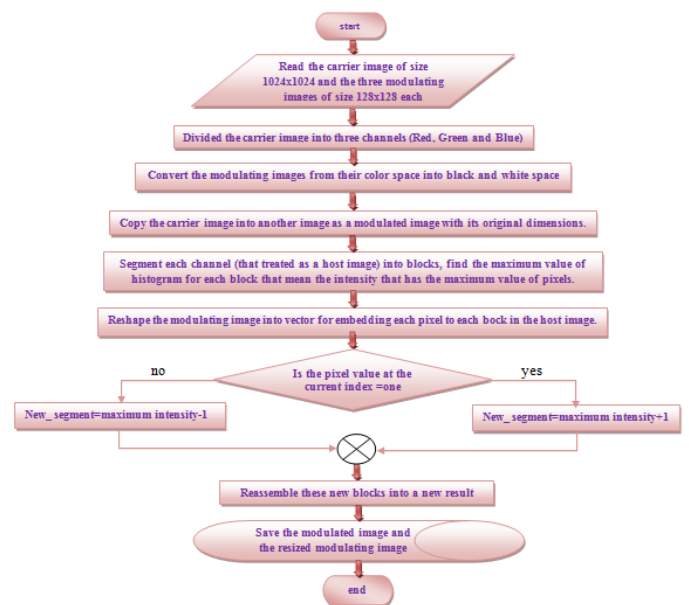 start
Read the carrier image of size
1024x1024 and the three modulating
images of size 128x128 each
Divided the carrier image into three channels (Red, Green and Blue)
Convert the modulating images from their color space into black and white space
Copy the carrier image into another image as a modulated image with its original dimensions.
Segment each channel (that treated as a host image) into blocks, find the maximum value of
histogram for each block that mean the intensity that has the maximum value of pixels.
Reshape the modulating image into vector for embedding each pixel to each bock in the host image.
no
Is the pixel value at the
current index =one
yes
New_segment=maximum intensity-1
New_segment=maximum intensity+1
Reassemble these new blocks into a new result
Save the modulated image and
the resized modulating image
end